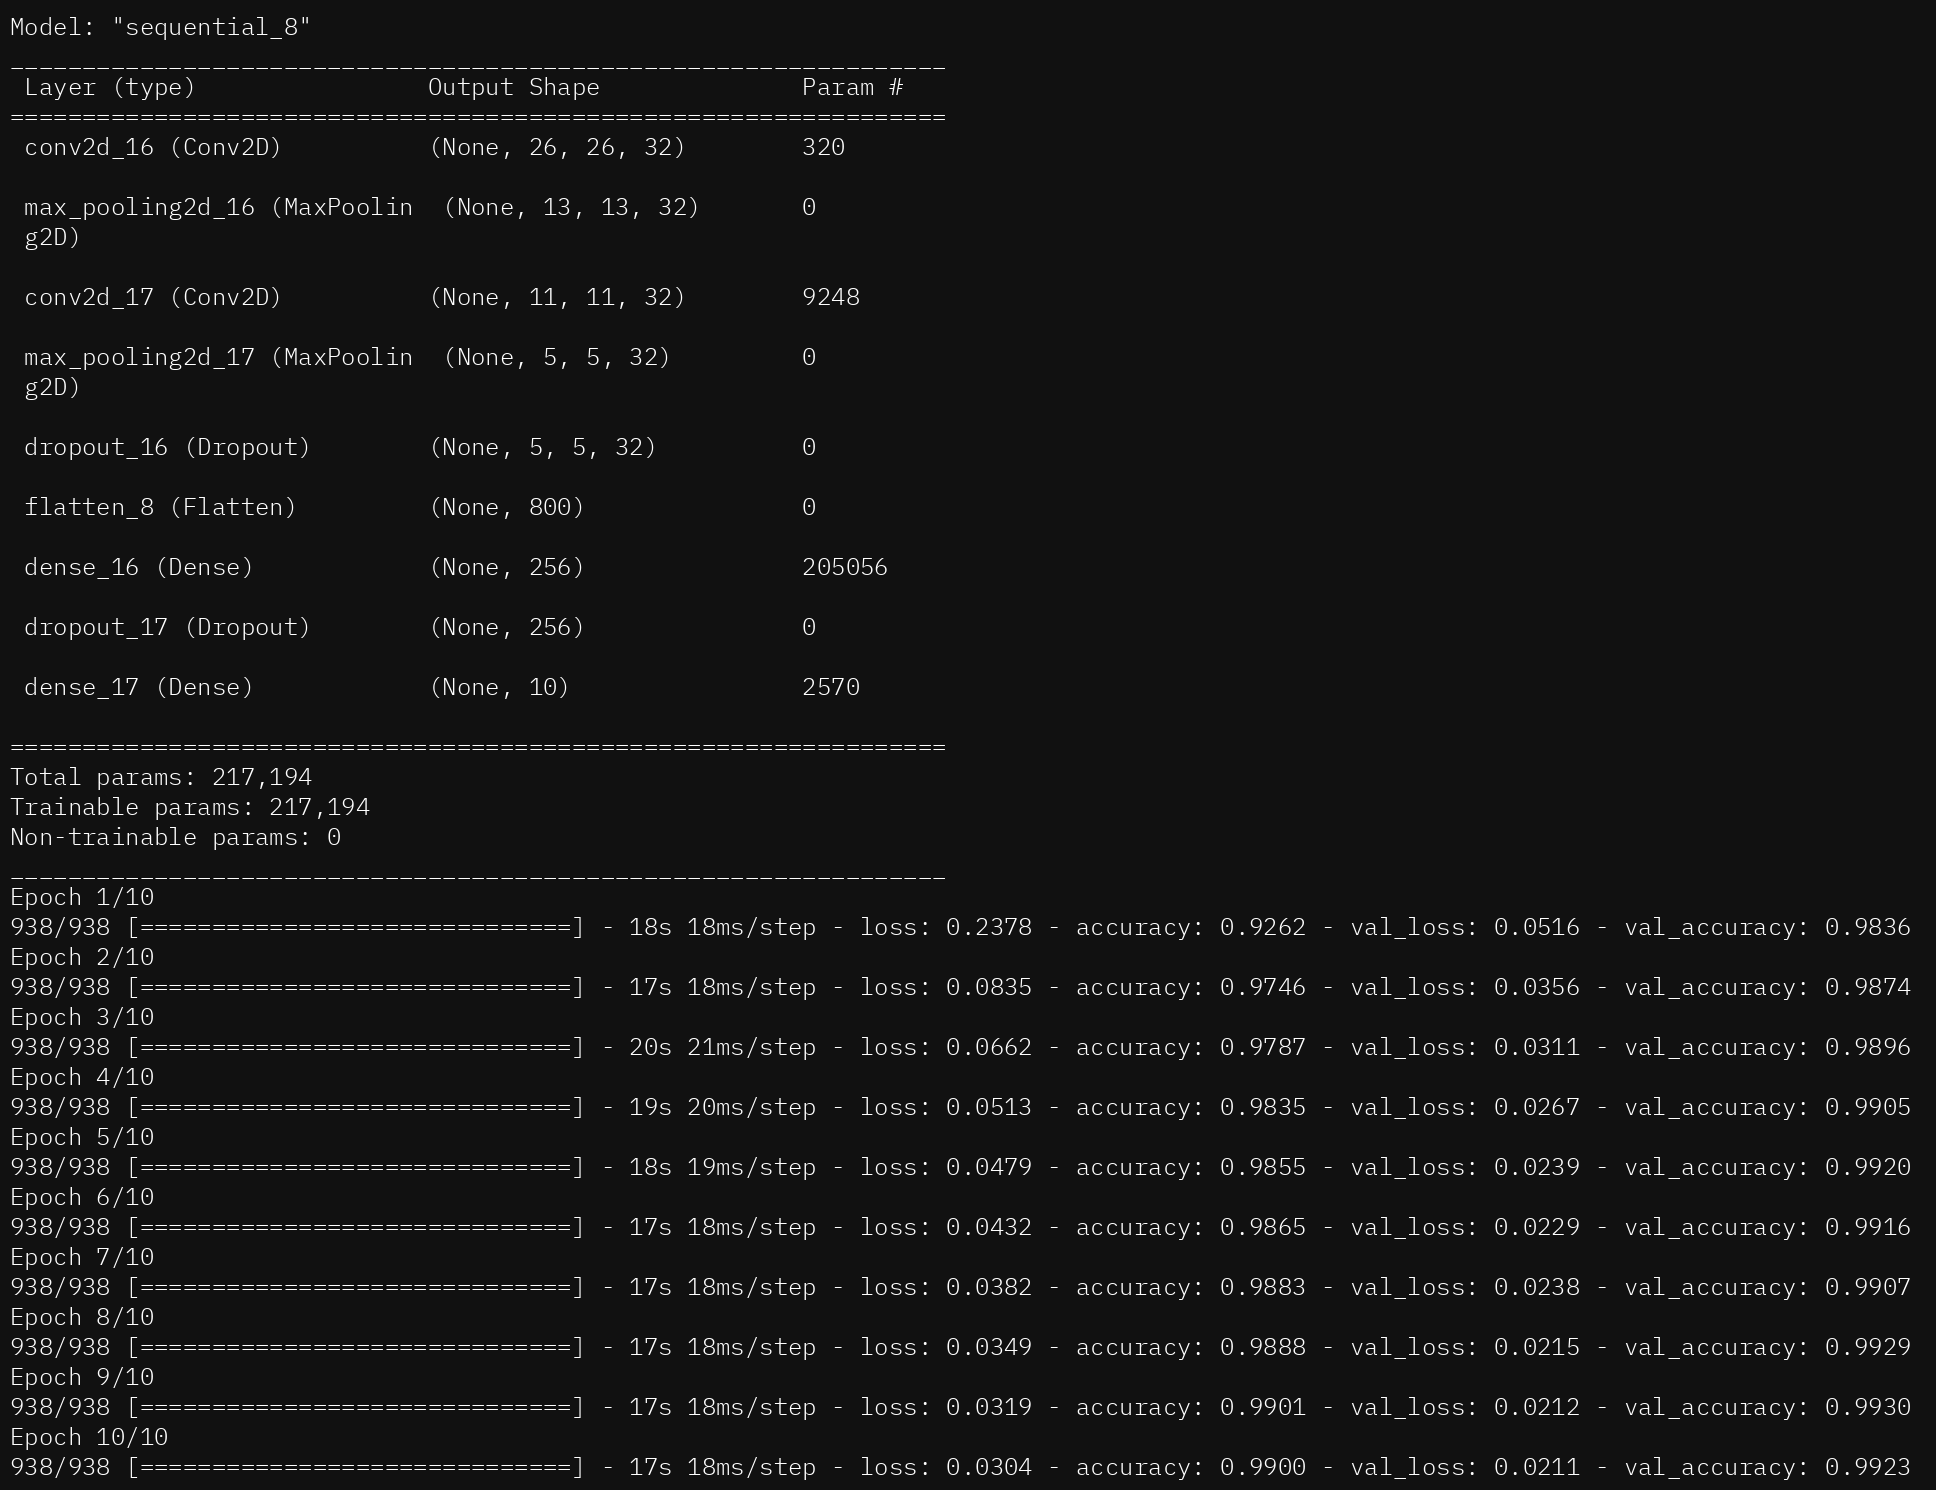 Model: "sequential_8"
_________________________________________________________________
 Layer (type)                Output Shape              Param #
=================================================================
 conv2d_16 (Conv2D)          (None, 26, 26, 32)        320
 max_pooling2d_16 (MaxPoolin  (None, 13, 13, 32)       0
 g2D)
 conv2d_17 (Conv2D)          (None, 11, 11, 32)        9248
 max_pooling2d_17 (MaxPoolin  (None, 5, 5, 32)         0
 g2D)
 dropout_16 (Dropout)        (None, 5, 5, 32)          0
 flatten_8 (Flatten)         (None, 800)               0
 dense_16 (Dense)            (None, 256)               205056
 dropout_17 (Dropout)        (None, 256)               0
 dense_17 (Dense)            (None, 10)                2570
=================================================================
Total params: 217,194
Trainable params: 217,194
Non-trainable params: 0
_________________________________________________________________
Epoch 1/10
938/938 [==============================] - 18s 18ms/step - loss: 0.2378 - accuracy: 0.9262 - val_loss: 0.0516 - val_accuracy: 0.9836
Epoch 2/10
938/938 [==============================] - 17s 18ms/step - loss: 0.0835 - accuracy: 0.9746 - val_loss: 0.0356 - val_accuracy: 0.9874
Epoch 3/10
938/938 [==============================] - 20s 21ms/step - loss: 0.0662 - accuracy: 0.9787 - val_loss: 0.0311 - val_accuracy: 0.9896
Epoch 4/10
938/938 [==============================] - 19s 20ms/step - loss: 0.0513 - accuracy: 0.9835 - val_loss: 0.0267 - val_accuracy: 0.9905
Epoch 5/10
938/938 [==============================] - 18s 19ms/step - loss: 0.0479 - accuracy: 0.9855 - val_loss: 0.0239 - val_accuracy: 0.9920
Epoch 6/10
938/938 [==============================] - 17s 18ms/step - loss: 0.0432 - accuracy: 0.9865 - val_loss: 0.0229 - val_accuracy: 0.9916
Epoch 7/10
938/938 [==============================] - 17s 18ms/step - loss: 0.0382 - accuracy: 0.9883 - val_loss: 0.0238 - val_accuracy: 0.9907
Epoch 8/10
938/938 [==============================] - 17s 18ms/step - loss: 0.0349 - accuracy: 0.9888 - val_loss: 0.0215 - val_accuracy: 0.9929
Epoch 9/10
938/938 [==============================] - 17s 18ms/step - loss: 0.0319 - accuracy: 0.9901 - val_loss: 0.0212 - val_accuracy: 0.9930
Epoch 10/10
938/938 [==============================] - 17s 18ms/step - loss: 0.0304 - accuracy: 0.9900 - val_loss: 0.0211 - val_accuracy: 0.9923